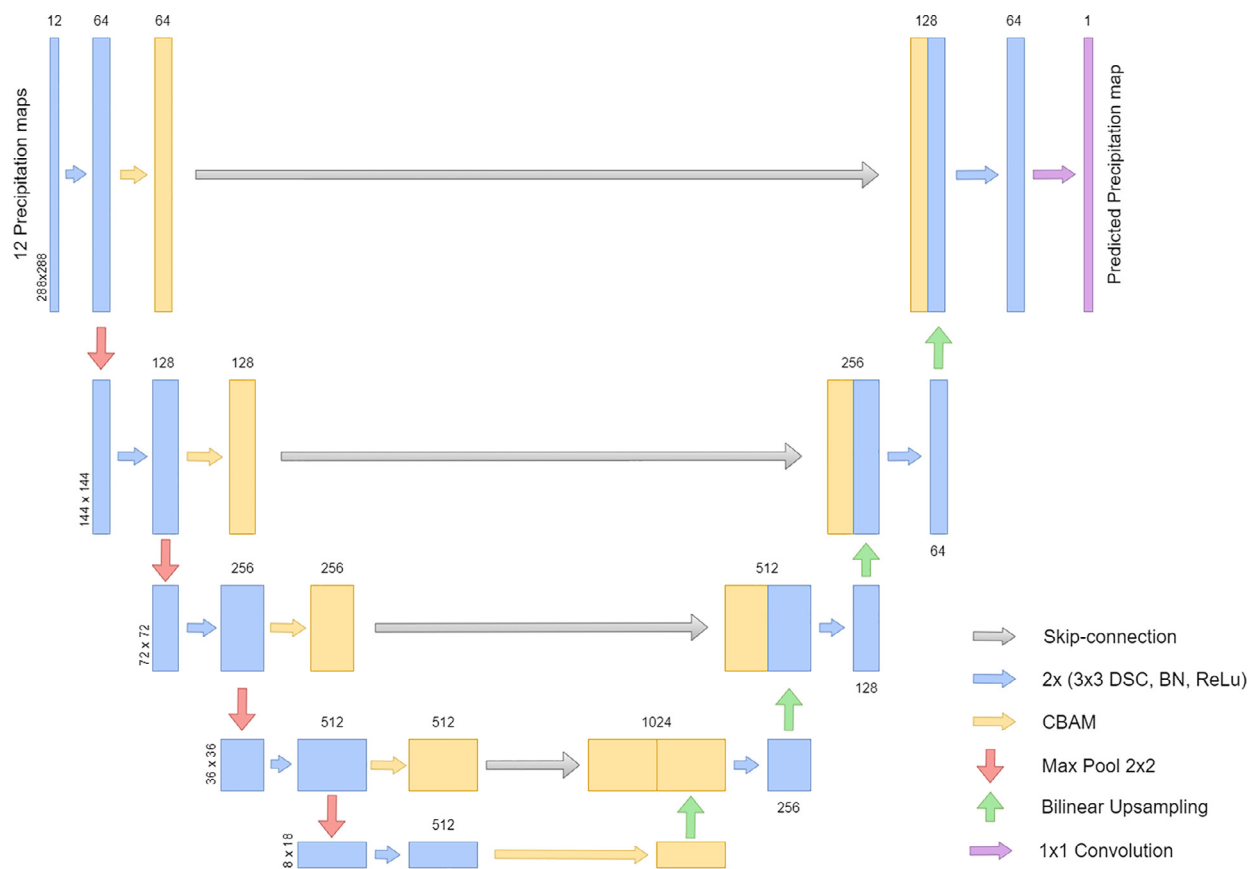 12 64 64 128 64 1
12 Precipitation maps
288x288
Predicted Precipitation map
128 128 256
144 x 144
64
256 256 512
72 x 72
128
512 512 1024
36 x 36
256
512
8 x 18
Skip-connection
2x (3x3 DSC, BN, ReLu)
CBAM
Max Pool 2x2
Bilinear Upsampling
1x1 Convolution